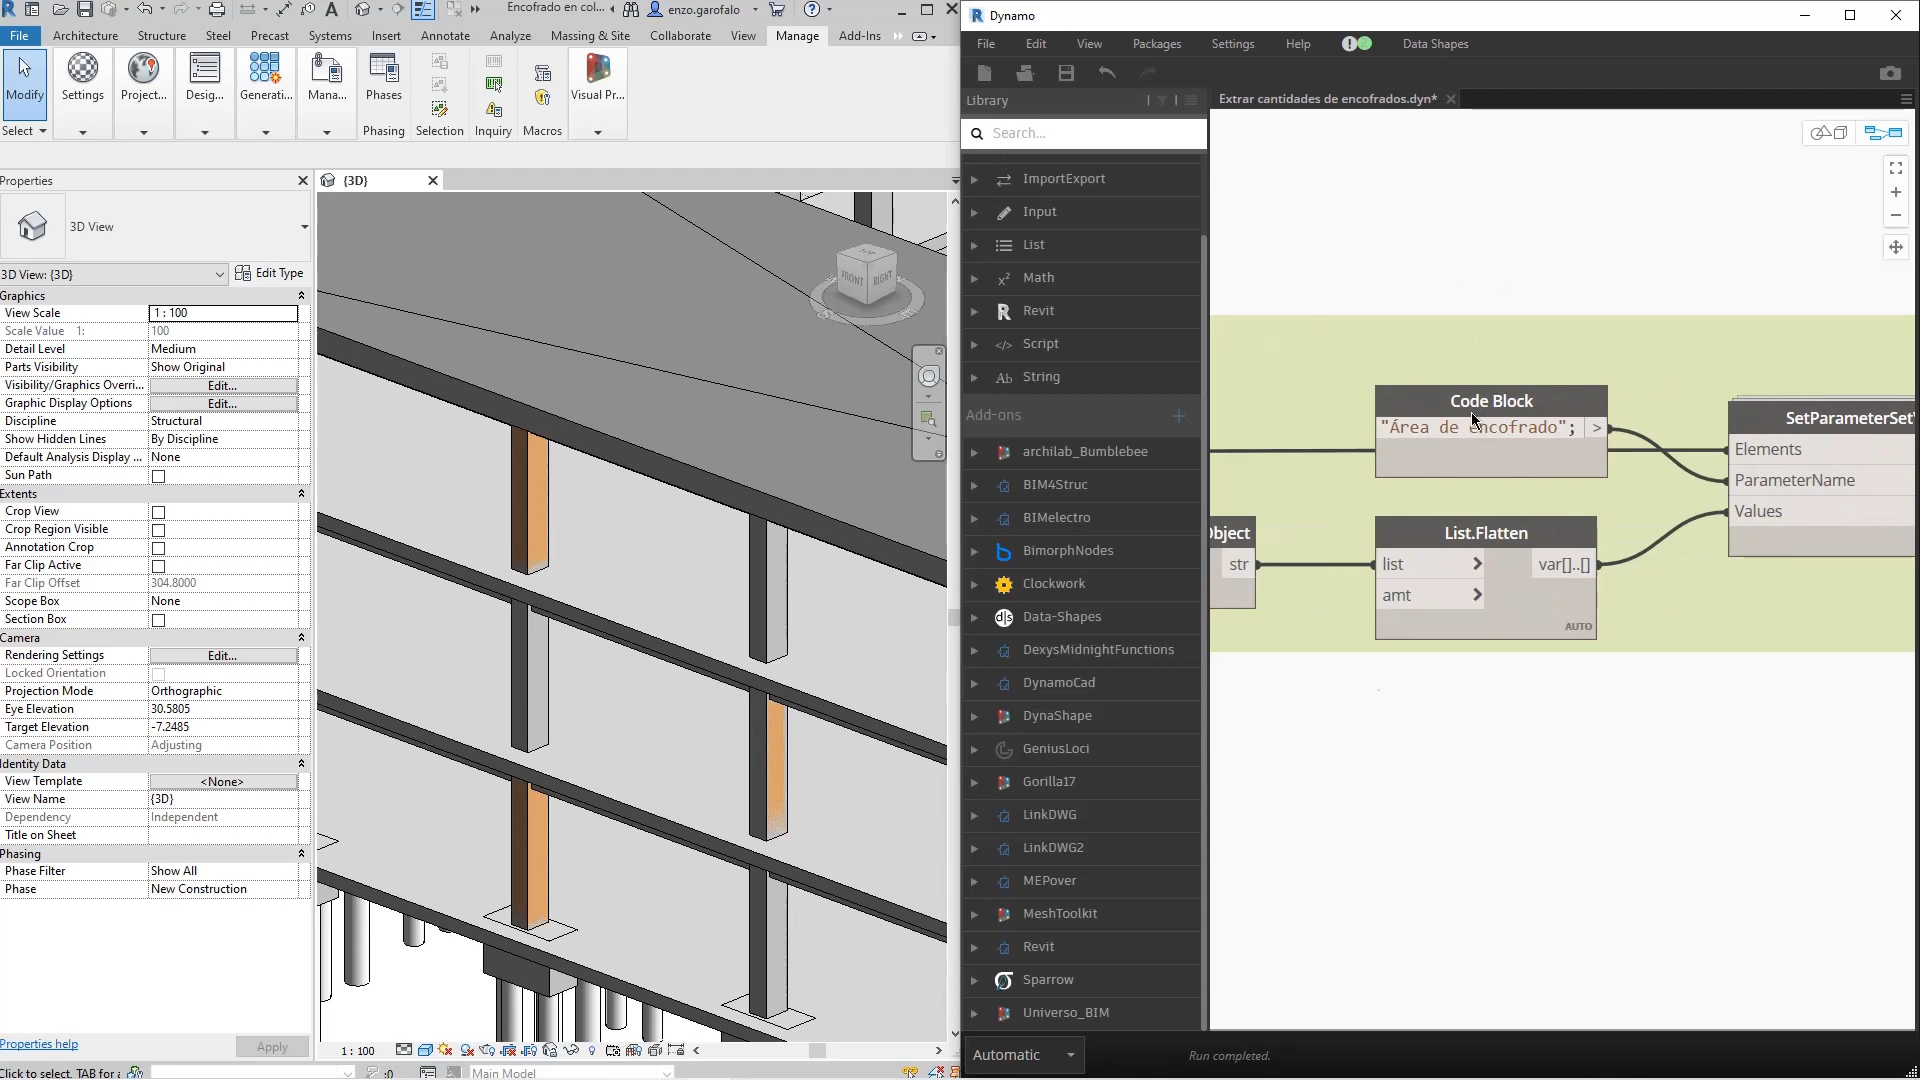 Encofrado en col...
enzo.garofalo
File
Architecture
Structure
Steel
Precast
Systems
Insert
Annotate
Analyze
Massing & Site
Collaborate
View
Manage
Add-Ins
Modify
Settings
Project...
Desig...
Generati...
Mana...
Phases
Visual Pr...
Select
Phasing
Selection
Inquiry
Macros
Properties
{3D}
3D View
3D View: {3D}
Edit Type
Graphics
View Scale
1 : 100
Scale Value 1:
100
Detail Level
Medium
Parts Visibility
Show Original
Visibility/Graphics Overri...
Edit...
Graphic Display Options
Edit...
Discipline
Structural
Show Hidden Lines
By Discipline
Default Analysis Display ...
None
Sun Path
Extents
Crop View
Crop Region Visible
Annotation Crop
Far Clip Active
Far Clip Offset
304.8000
Scope Box
None
Section Box
Camera
Rendering Settings
Edit...
Locked Orientation
Projection Mode
Orthographic
Eye Elevation
30.5805
Target Elevation
-7.2485
Camera Position
Adjusting
Identity Data
View Template
<None>
View Name
{3D}
Dependency
Independent
Title on Sheet
Phasing
Phase Filter
Show All
Phase
New Construction
Properties help
Apply
FRONT
RIGHT
1 : 100
Click to select, TAB for a
:0
Main Model
Dynamo
File
Edit
View
Packages
Settings
Help
Data Shapes
Library
Extrar cantidades de encofrados.dyn*
Search...
ImportExport
Input
List
Math
Revit
Script
String
Add-ons
archilab_Bumblebee
BIM4Struc
BIMelectro
BimorphNodes
Clockwork
Data-Shapes
DexysMidnightFunctions
DynamoCad
DynaShape
GeniusLoci
Gorilla17
LinkDWG
LinkDWG2
MEPover
MeshToolkit
Revit
Sparrow
Universo_BIM
Code Block
"Área de encofrado";
>
SetParameterSet
Elements
ParameterName
Values
Object
str
List.Flatten
list
var[]..[]
amt
AUTO
Automatic
Run completed.